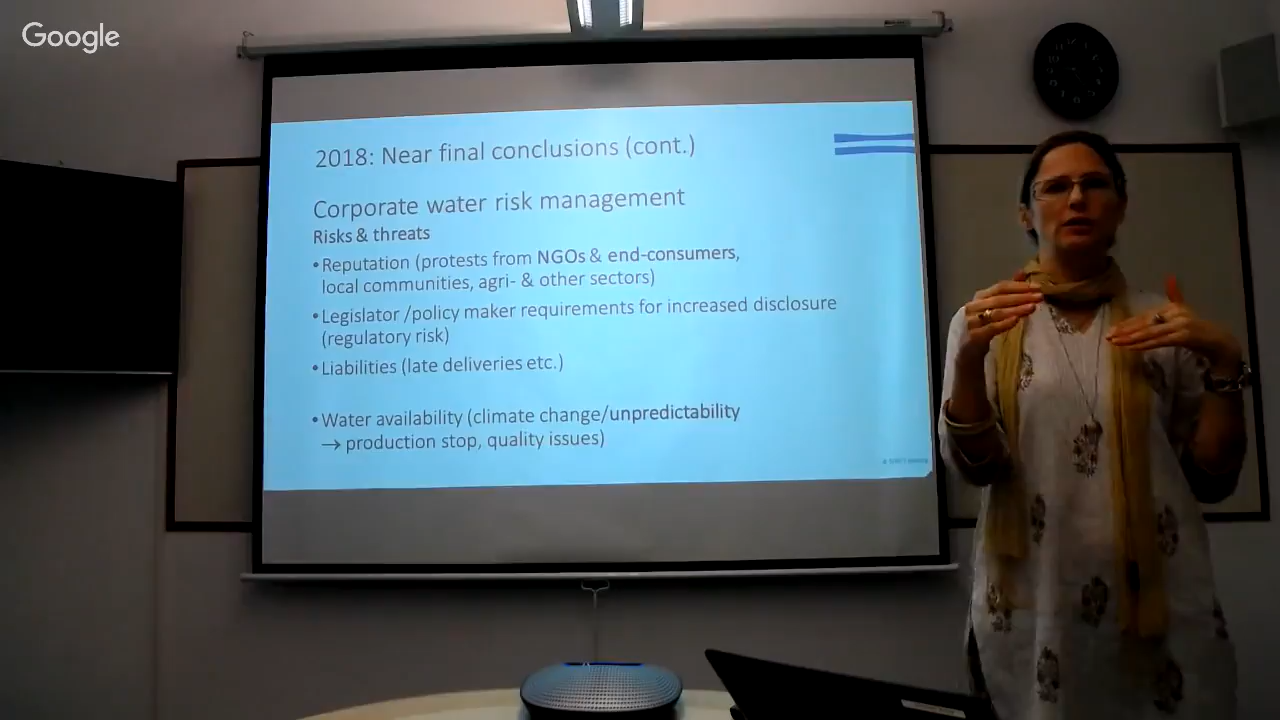 Google
2018: Near final conclusions (cont.)
Corporate water risk management
Risks & threats
• Reputation (protests from NGOs & end-consumers,
local communities, agri- & other sectors)
• Legislator /policy maker requirements for increased disclosure
(regulatory risk)
• Liabilities (late deliveries etc.)
• Water availability (climate change/unpredictability
→ production stop, quality issues)